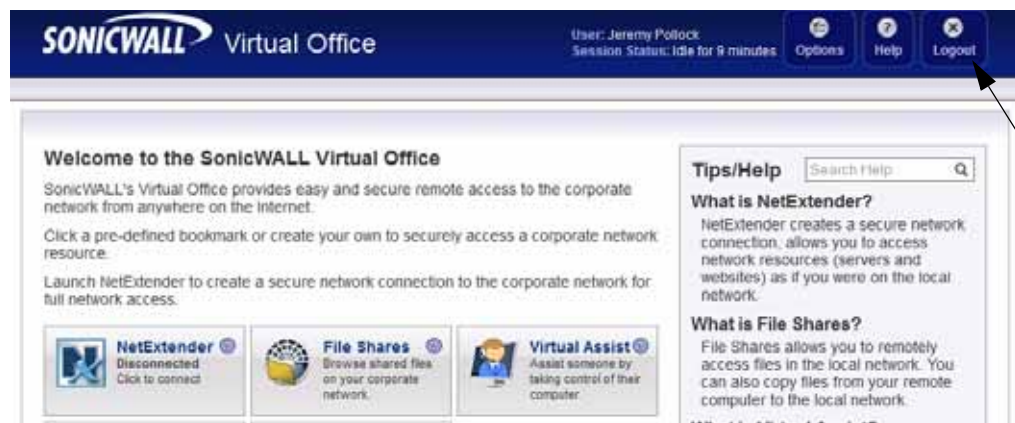 SONICWALL Virtual Office
User: Jeremy Pollock
Session Status: Idle for 9 minutes
Options
Help
Logout
Welcome to the SonicWALL Virtual Office
SonicWALL's Virtual Office provides easy and secure remote access to the corporate
network from anywhere on the Internet.
Click a pre-defined bookmark or create your own to securely access a corporate network
resource.
Launch NetExtender to create a secure network connection to the corporate network for
full network access.
NetExtender
Disconnected
Click to connect
File Shares
Browse shared files
on your corporate
network.
Virtual Assist
Assist someone by
taking control of their
computer
Tips/Help
Search Help
What is NetExtender?
NetExtender creates a secure network
connection, allows you to access
network resources (servers and
websites) as if you were on the local
network.
What is File Shares?
File Shares allows you to remotely
access files in the local network. You
can also copy files from your remote
computer to the local network